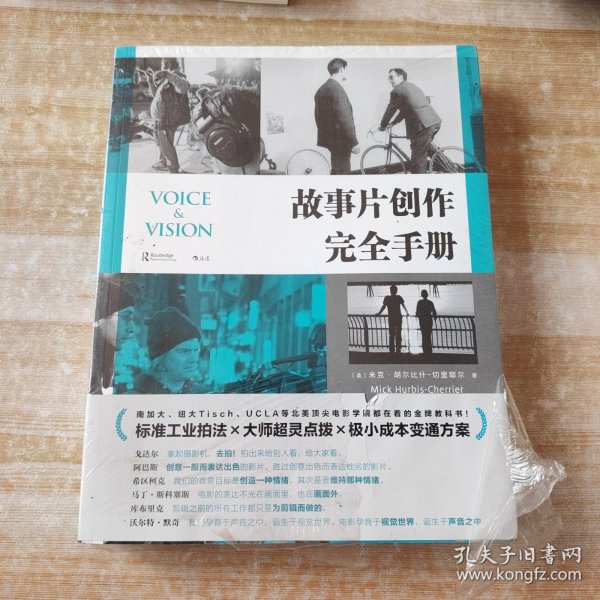 VOICE
&
VISION
故事片创作
完全手册
Routledge
后浪
[美] 米克·胡尔比什-切里耶尔 著
Mick Hurbis-Cherrier
南加大、纽大Tisch、UCLA等北美顶尖电影学院都在看的金牌教科书!
标准工业拍法×大师超灵点拨×极小成本变通方案
戈达尔 拿起摄影机,去拍!拍出来给别人看,给大家看。
阿巴斯 创意一般而表达出色的影片,胜过创意出色而表达拙劣的影片。
希区柯克 我们的首要目标是创造一种情绪,其次是要维持那种情绪。
马丁·斯科塞斯 电影的表达不光在画面里,也在画面外。
库布里克 剪辑之前的所有工作都只是为剪辑而做的。
沃尔特·默奇 我们孕育于声音之中,诞生于视觉世界。电影孕育于视觉世界,诞生于声音之中
孔夫子旧书网
www.kongfz.com